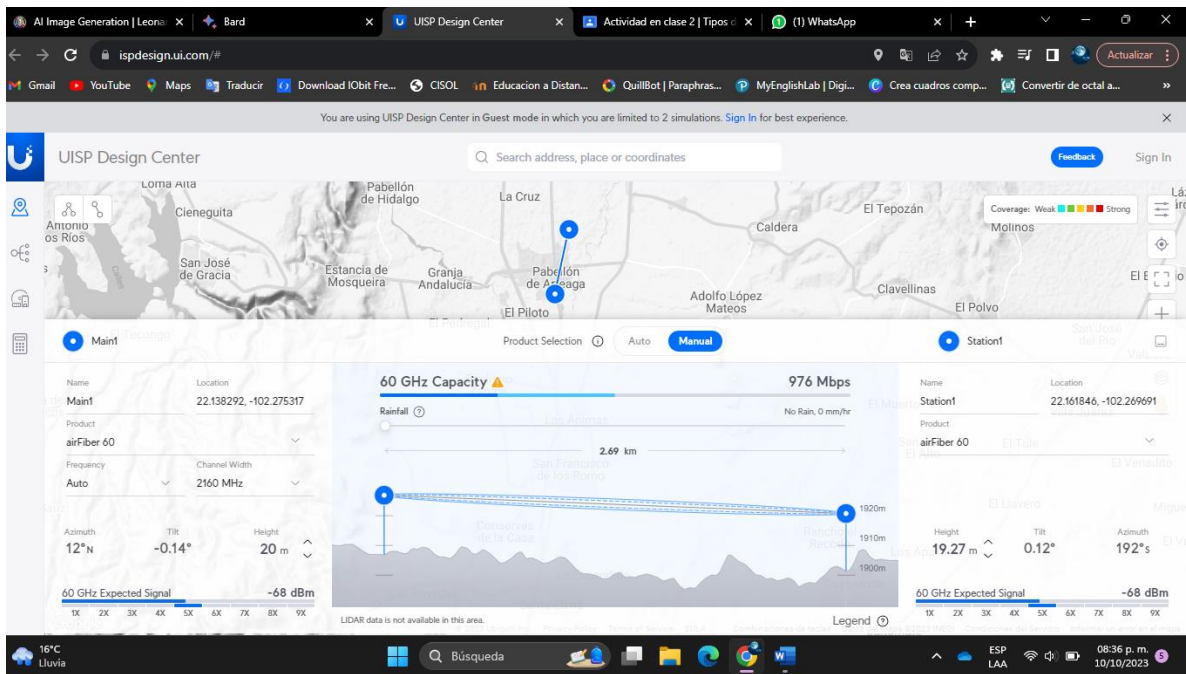 AI Image Generation | Leona
Bard
UISP Design Center
Actividad en clase 2 | Tipos d
(1) WhatsApp
ispdesign.ui.com/#
Actualizar
Gmail
YouTube
Maps
Traducir
Download IObit Fre...
CISOL
Educacion a Distan...
QuillBot | Paraphras...
MyEnglishLab | Digi...
Crea cuadros comp...
Convertir de octal a...
»
You are using UISP Design Center in Guest mode in which you are limited to 2 simulations. Sign In for best experience.
UISP Design Center
Search address, place or coordinates
Feedback
Sign In
Loma Alta
Cieneguita
Pabellón
de Hidalgo
La Cruz
Caldera
El Tepozán
Coverage: Weak Strong
Molinos
Antonio
os Ríos
San José
de Gracia
Estancia de
Mosqueira
Granja
Andalucía
Pabellón
de Arteaga
El Piloto
Adolfo López
Mateos
Clavellinas
El Polvo
Main1
Product Selection
Auto
Manual
Station1
Name
Main1
Location
22.138292, -102.275317
Product
airFiber 60
Frequency
Auto
Channel Width
2160 MHz
Azimuth
12°N
Tilt
-0.14°
Height
20 m
60 GHz Expected Signal
-68 dBm
1X 2X 3X 4X 5X 6X 7X 8X 9X
60 GHz Capacity
976 Mbps
Rainfall
No Rain, 0 mm/hr
2.69 km
1920m
1910m
1900m
LIDAR data is not available in this area.
Legend
Name
Station1
Location
22.161846, -102.269691
Product
airFiber 60
Height
19.27 m
Tilt
0.12°
Azimuth
192°S
60 GHz Expected Signal
-68 dBm
1X 2X 3X 4X 5X 6X 7X 8X 9X
16°C
Lluvia
Búsqueda
ESP
LAA
08:36 p. m.
10/10/2023
5